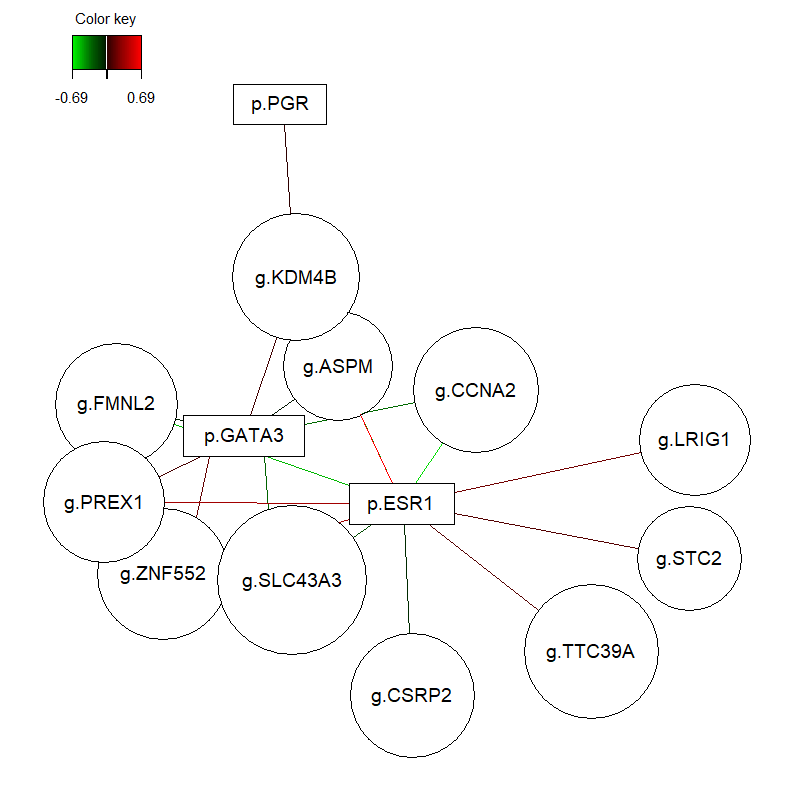 Color key
-0.69 0.69
p.PGR
g.KDM4B
g.ASPM
g.CCNA2
g.FMNL2
p.GATA3
g.LRIG1
g.PREX1
p.ESR1
g.STC2
g.ZNF552
g.SLC43A3
g.TTC39A
g.CSRP2